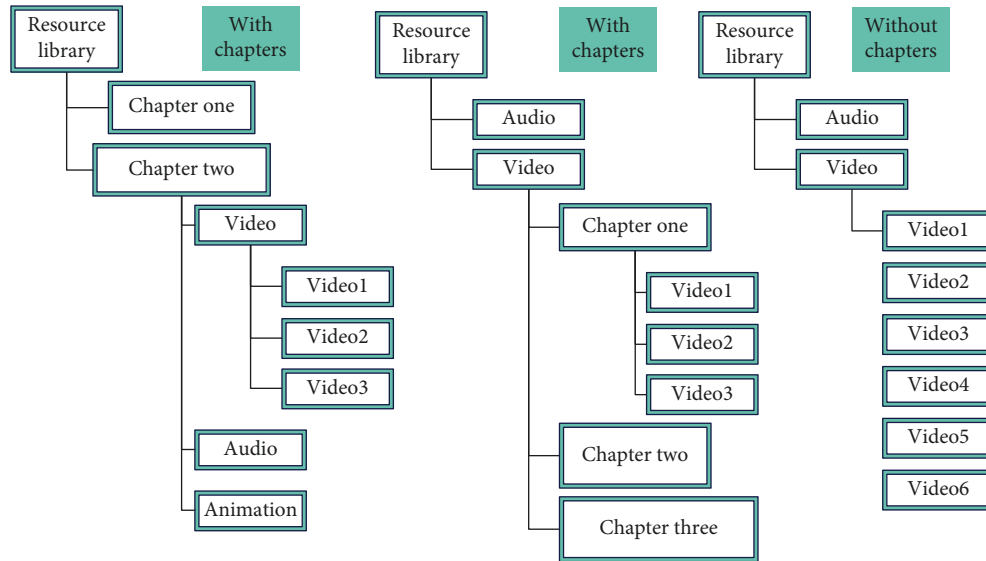 Resource
library
With
chapters
Chapter one
Chapter two
Video
Video1
Video2
Video3
Audio
Animation
Resource
library
With
chapters
Audio
Video
Chapter one
Video1
Video2
Video3
Chapter two
Chapter three
Resource
library
Without
chapters
Audio
Video
Video1
Video2
Video3
Video4
Video5
Video6